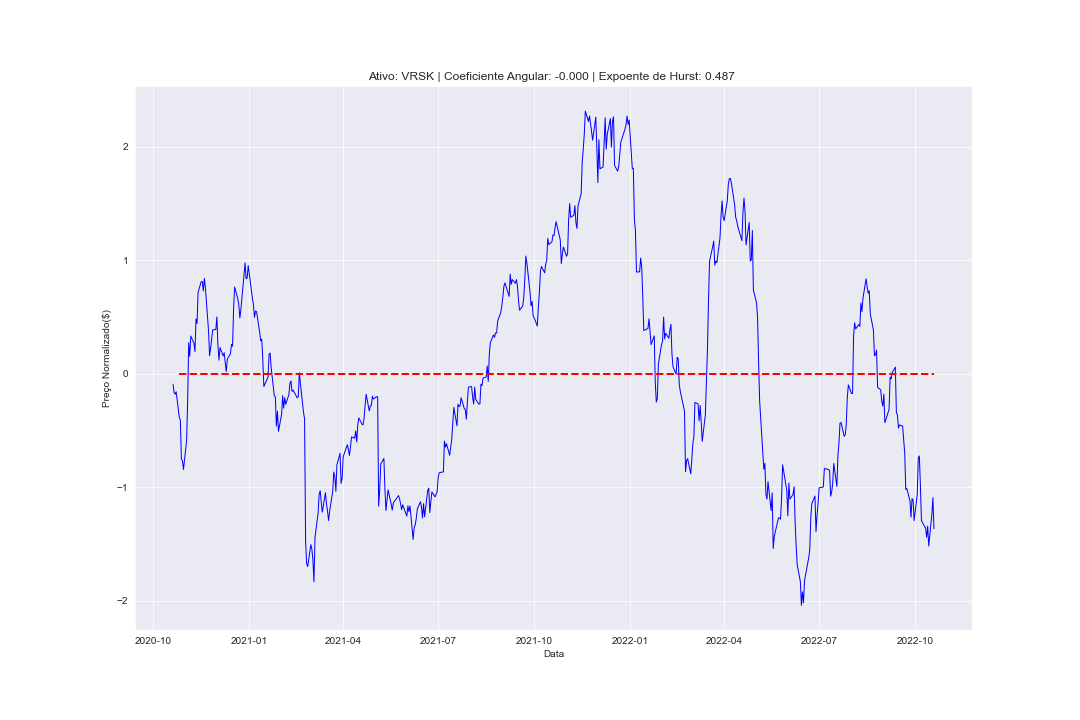 Ativo: VRSK | Coeficiente Angular: -0.000 | Expoente de Hurst: 0.487
Preço Normalizado($)
2
1
0
−1
−2
2020-10 2021-01 2021-04 2021-07 2021-10 2022-01 2022-04 2022-07 2022-10
Data